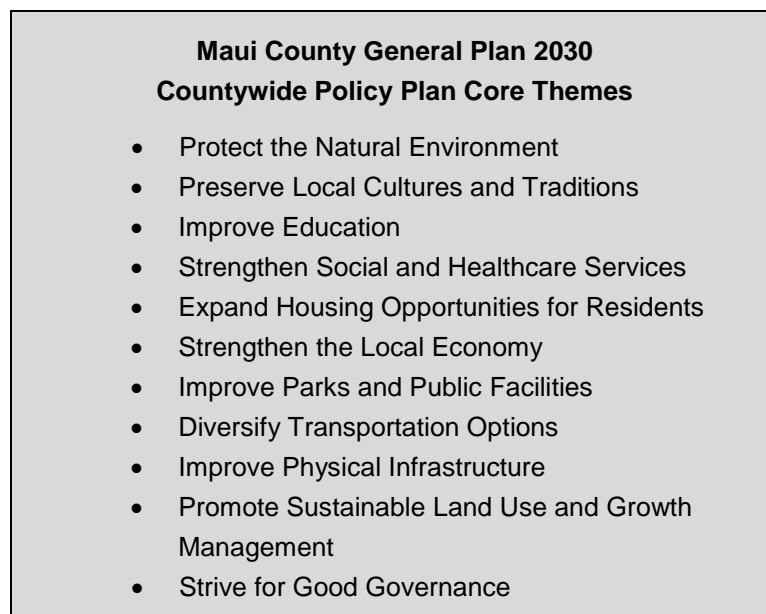 Maui County General Plan 2030
Countywide Policy Plan Core Themes
• Protect the Natural Environment
• Preserve Local Cultures and Traditions
• Improve Education
• Strengthen Social and Healthcare Services
• Expand Housing Opportunities for Residents
• Strengthen the Local Economy
• Improve Parks and Public Facilities
• Diversify Transportation Options
• Improve Physical Infrastructure
• Promote Sustainable Land Use and Growth
Management
• Strive for Good Governance